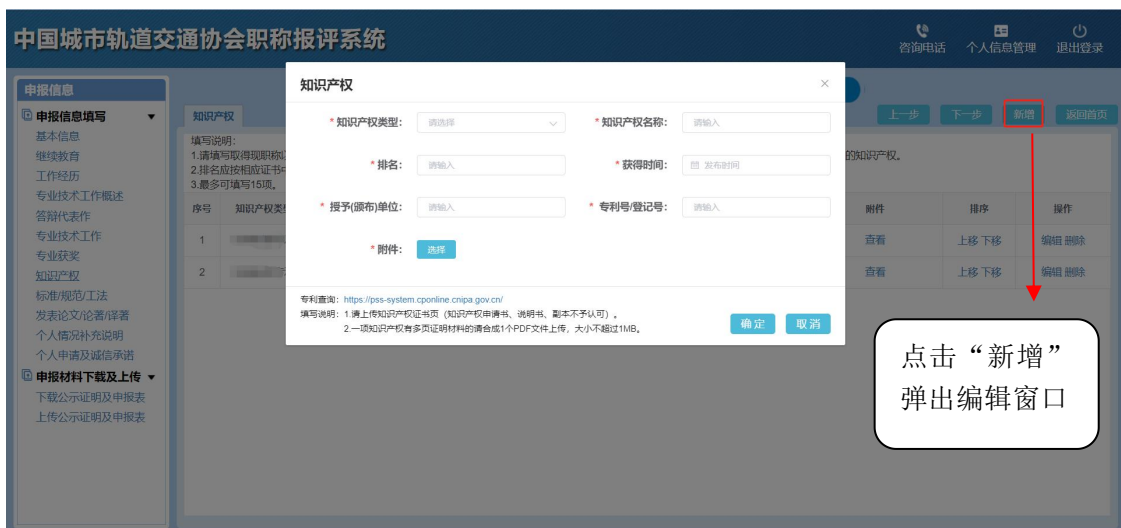 中国城市轨道交通协会职称报评系统
咨询电话 个人信息管理 退出登录
申报信息
申报信息填写
基本信息
继续教育
工作经历
专业技术工作概述
答辩代表作
专业技术工作
专业获奖
知识产权
标准/规范/工法
发表论文/论著/译著
个人情况补充说明
个人申请及诚信承诺
申报材料下载及上传
下载公示证明及申报表
上传公示证明及申报表
知识产权
上一步 下一步 新增 返回首页
填写说明:
1.请填写取得现职称
的知识产权。
2.排名应按相应证书
3.最多可填写15项。
序号 知识产权类 附件 排序 操作
1 查看 上移 下移 编辑 删除
2 查看 上移 下移 编辑 删除
知识产权 ×
* 知识产权类型: 请选择 * 知识产权名称: 请输入
* 排名: 请输入 * 获得时间: 发布时间
* 授予(颁布)单位: 请输入 * 专利号/登记号: 请输入
* 附件: 选择
专利查询: https://pss-system.cponline.cnipa.gov.cn/
填写说明: 1.请上传知识产权证书页(知识产权申请书、说明书、副本不予认可)。
2.一项知识产权有多页证明材料的请合成1个PDF文件上传,大小不超过1MB。
确定 取消
点击“新增”
弹出编辑窗口